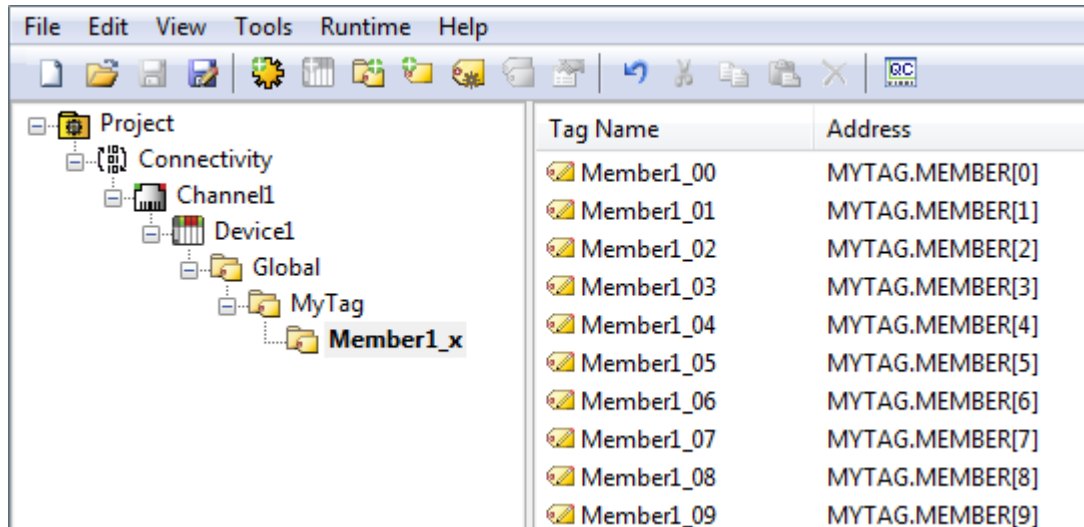 File Edit View Tools Runtime Help
QC
Project
Connectivity
Channel1
Device1
Global
MyTag
Member1_x
Tag Name Address
Member1_00 MYTAG.MEMBER[0]
Member1_01 MYTAG.MEMBER[1]
Member1_02 MYTAG.MEMBER[2]
Member1_03 MYTAG.MEMBER[3]
Member1_04 MYTAG.MEMBER[4]
Member1_05 MYTAG.MEMBER[5]
Member1_06 MYTAG.MEMBER[6]
Member1_07 MYTAG.MEMBER[7]
Member1_08 MYTAG.MEMBER[8]
Member1_09 MYTAG.MEMBER[9]